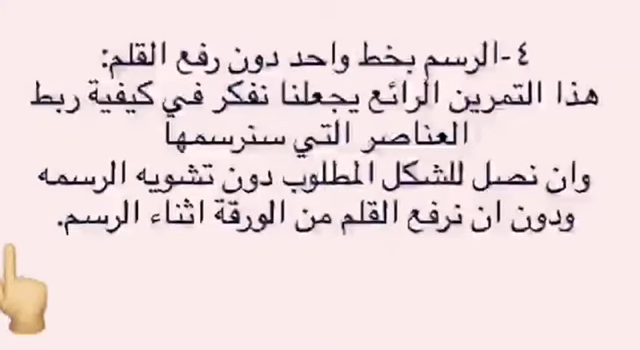 ٤-الرسم بخط واحد دون رفع القلم:
هذا التمرين الرائع يجعلنا نفكر في كيفية ربط
العناصر التي سنرسمها
وان نصل للشكل المطلوب دون تشويه الرسمه
ودون ان نرفع القلم من الورقة اثناء الرسم.